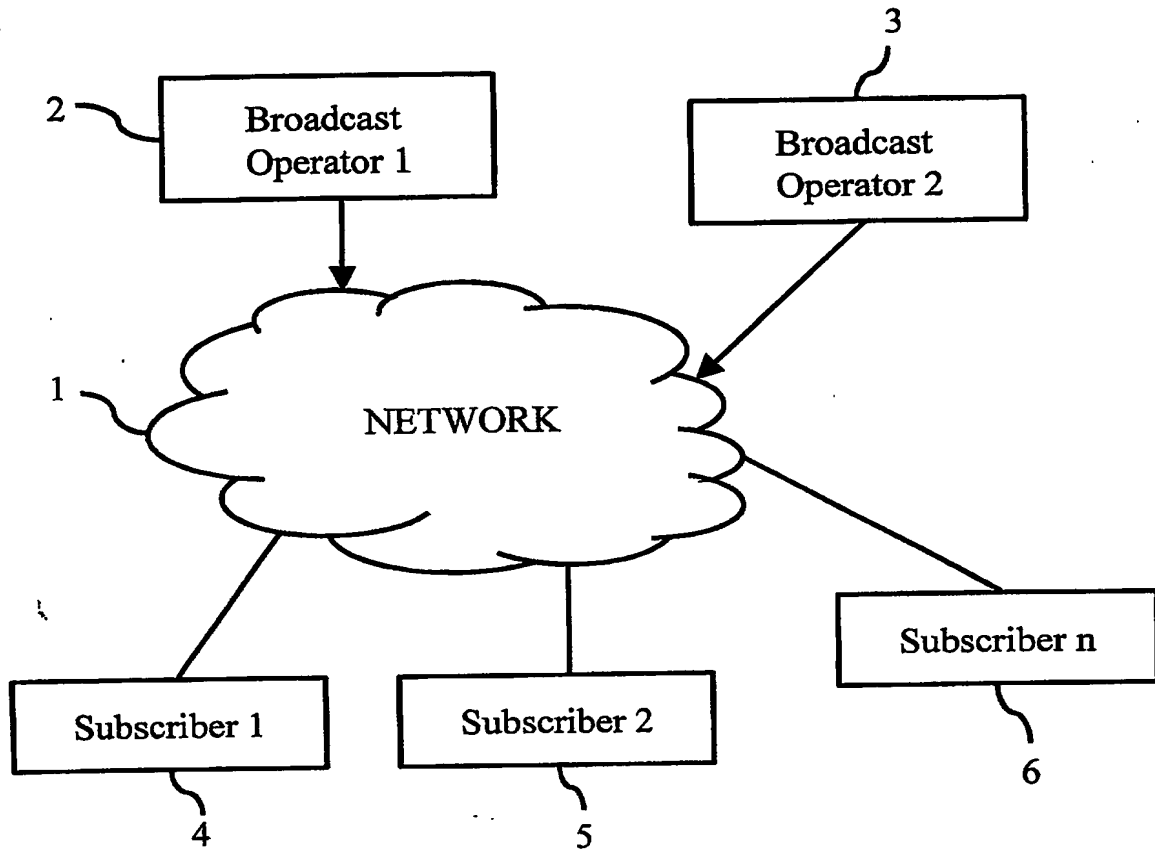 3
2
Broadcast
Operator 1
Broadcast
Operator 2
1
NETWORK
Subscriber n
Subscriber 1
Subscriber 2
6
4
5